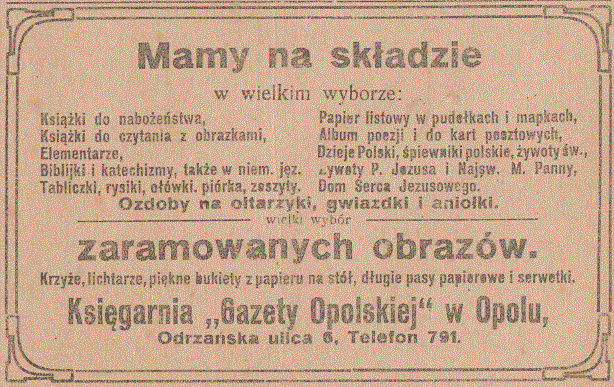 Mamy na składzie
w wielkim wyborze:
Książki do nabożeństwa,
Książki do czytania z obrazkami,
Elementarze,
Biblijki i katechizmy, także w niem. jęz.
Tabliczki, rysiki, ołówki. piórka, zeszyty.
Papier listowy w pudełkach i mapkach,
Album poezji i do kart pocztowych,
Dzieje Polski, śpiewniki polskie, żywoty św.,
Żywoty P. Jezusa i Najsw. M. Panny,
Dom Serca Jezusowego.
Ozdoby na ołtarzyki, gwiazdki i aniołki.
wielki wybór
zaramowanych obrazów.
Krzyże, lichtarze, piękne bukiety z papieru na stół, długie pasy papierowe i serwetki.
Księgarnia „Gazety Opolskiej“ w Opolu,
Odrzańska ulica 6, Telefon 791.